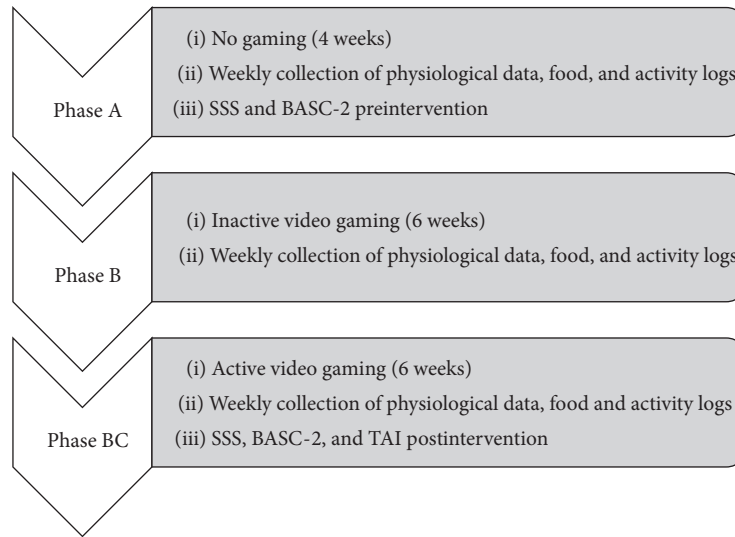 Phase A
(i) No gaming (4 weeks)
(ii) Weekly collection of physiological data, food, and activity logs
(iii) SSS and BASC-2 preintervention
Phase B
(i) Inactive video gaming (6 weeks)
(ii) Weekly collection of physiological data, food, and activity logs
Phase BC
(i) Active video gaming (6 weeks)
(ii) Weekly collection of physiological data, food and activity logs
(iii) SSS, BASC-2, and TAI postintervention